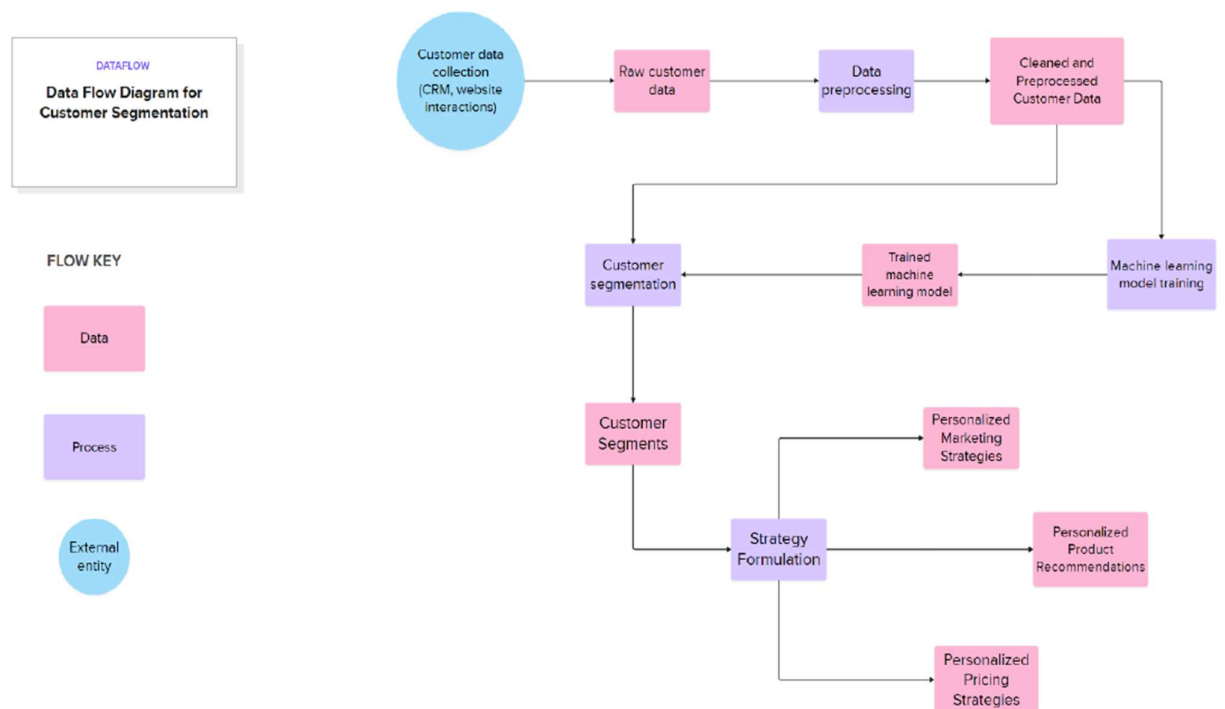 DATAFLOW
Data Flow Diagram for
Customer Segmentation
Customer data
collection
(CRM, website
interactions)
Raw customer
data
Data
preprocessing
Cleaned and
Preprocessed
Customer Data
FLOW KEY
Data
Process
External
entity
Customer
segmentation
Trained
machine
learning model
Machine learning
model training
Customer
Segments
Personalized
Marketing
Strategies
Strategy
Formulation
Personalized
Product
Recommendations
Personalized
Pricing
Strategies